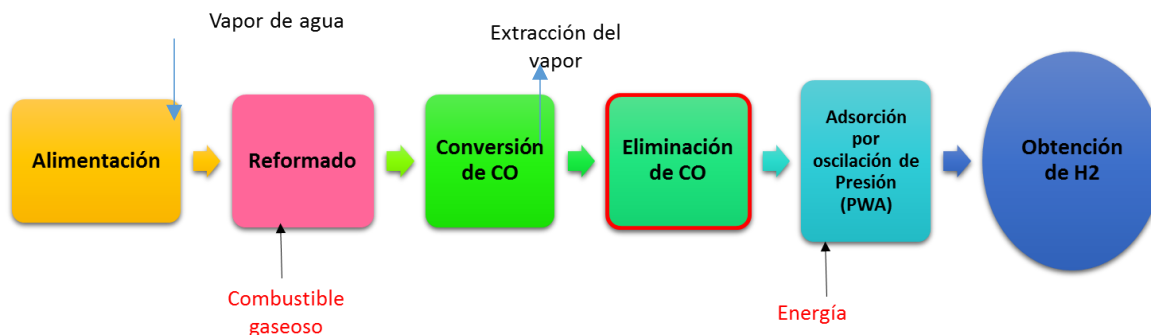 Vapor de agua
Extracción del
vapor
Alimentación
Reformado
Conversión
de CO
Eliminación
de CO
Adsorción
por
oscilación de
Presión
(PWA)
Obtención
de H2
Combustible
gaseoso
Energía